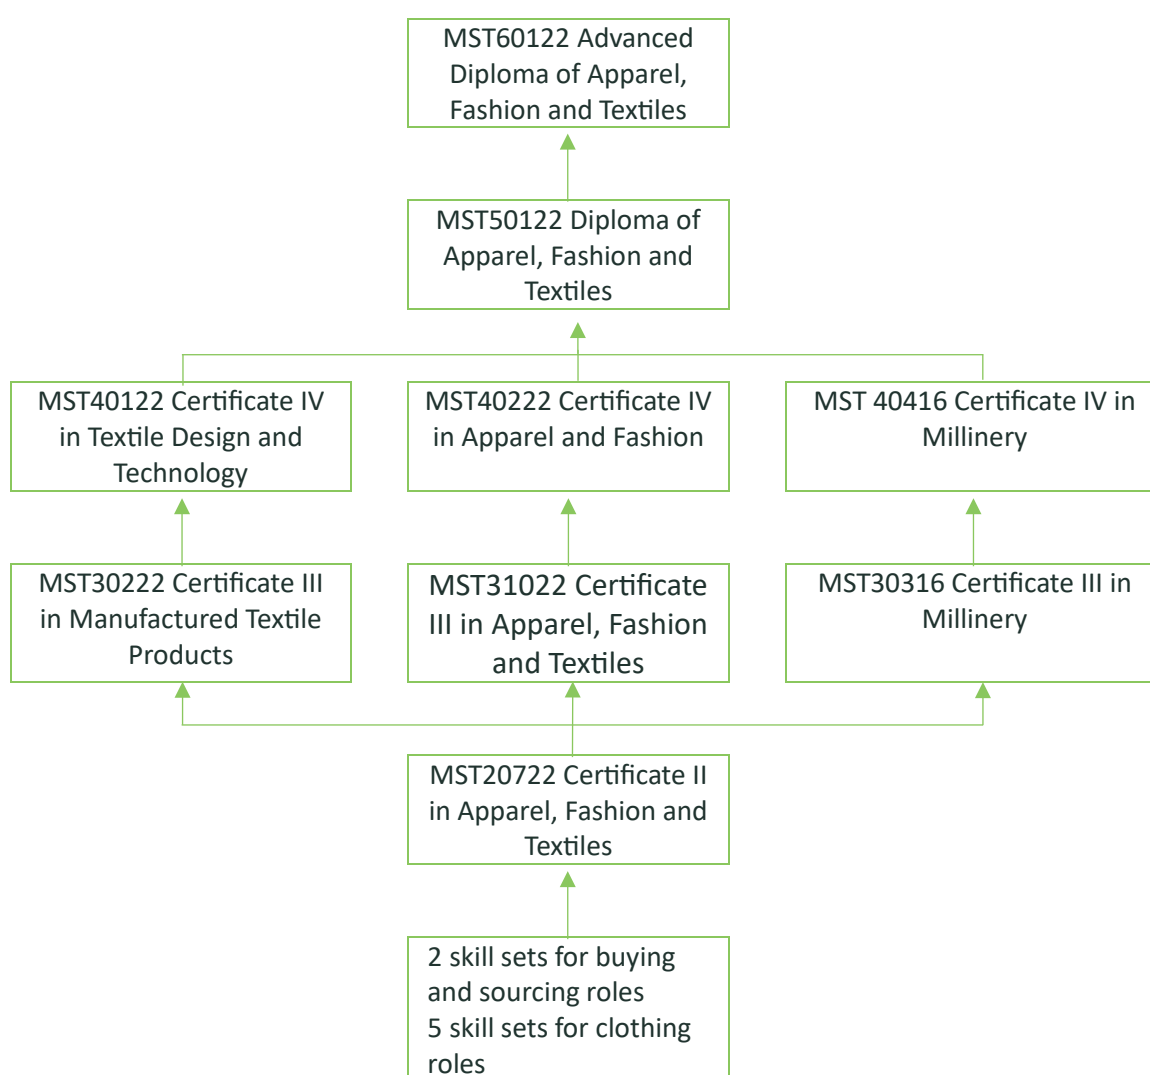 MST60122 Advanced
Diploma of Apparel,
Fashion and Textiles
MST50122 Diploma of
Apparel, Fashion and
Textiles
MST40122 Certificate IV
in Textile Design and
Technology
MST40222 Certificate IV
in Apparel and Fashion
MST 40416 Certificate IV in
Millinery
MST30222 Certificate III
in Manufactured Textile
Products
MST31022 Certificate
III in Apparel, Fashion
and Textiles
MST30316 Certificate III in
Millinery
MST20722 Certificate II
in Apparel, Fashion and
Textiles
2 skill sets for buying
and sourcing roles
5 skill sets for clothing
roles